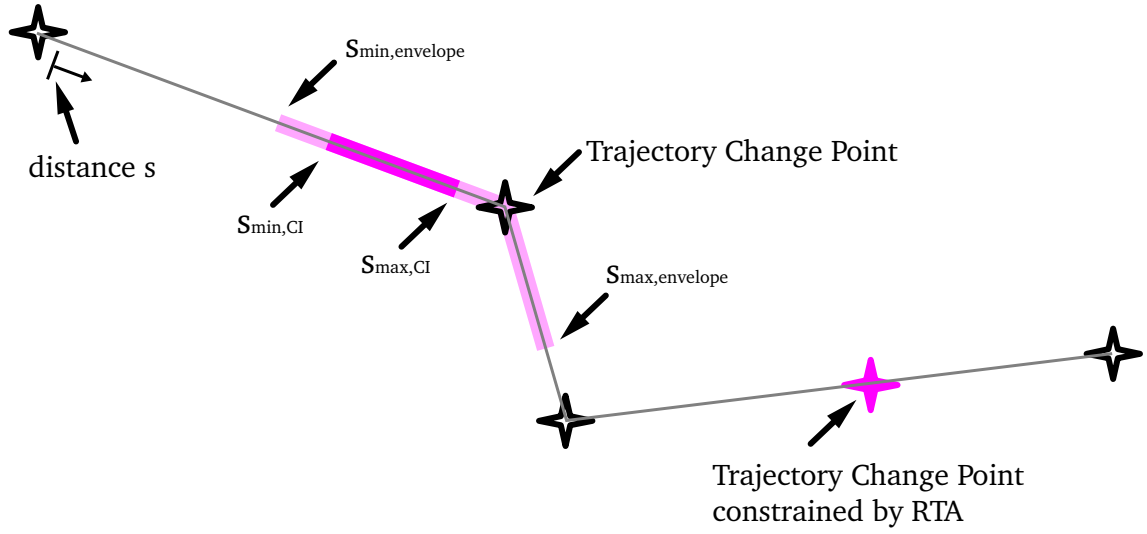 smin,envelope
distance s
Trajectory Change Point
smin,CI
smax,CI
smax,envelope
Trajectory Change Point
constrained by RTA